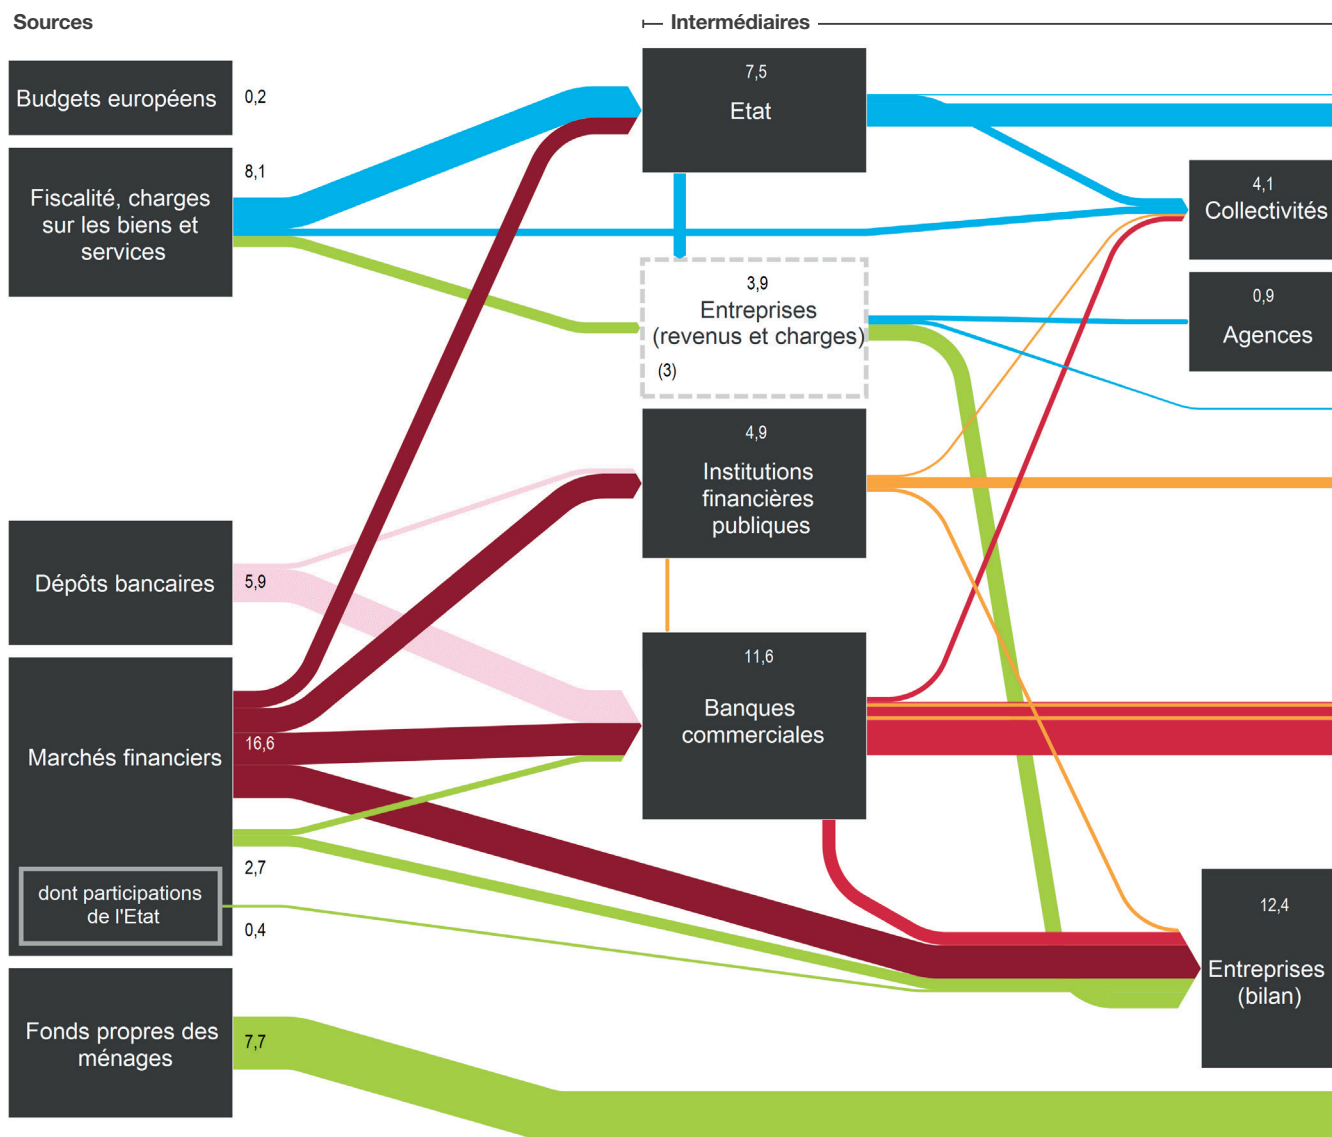 Sources
Intermédiaires
Budgets européens
0,2
Fiscalité, charges
sur les biens et
services
8,1
Dépôts bancaires
5,9
Marchés financiers
16,6
2,7
dont participations
de l'Etat
0,4
Fonds propres des
ménages
7,7
7,5
Etat
3,9
Entreprises
(revenus et charges)
(3)
4,9
Institutions
financières
publiques
11,6
Banques
commerciales
4,1
Collectivités
0,9
Agences
12,4
Entreprises
(bilan)